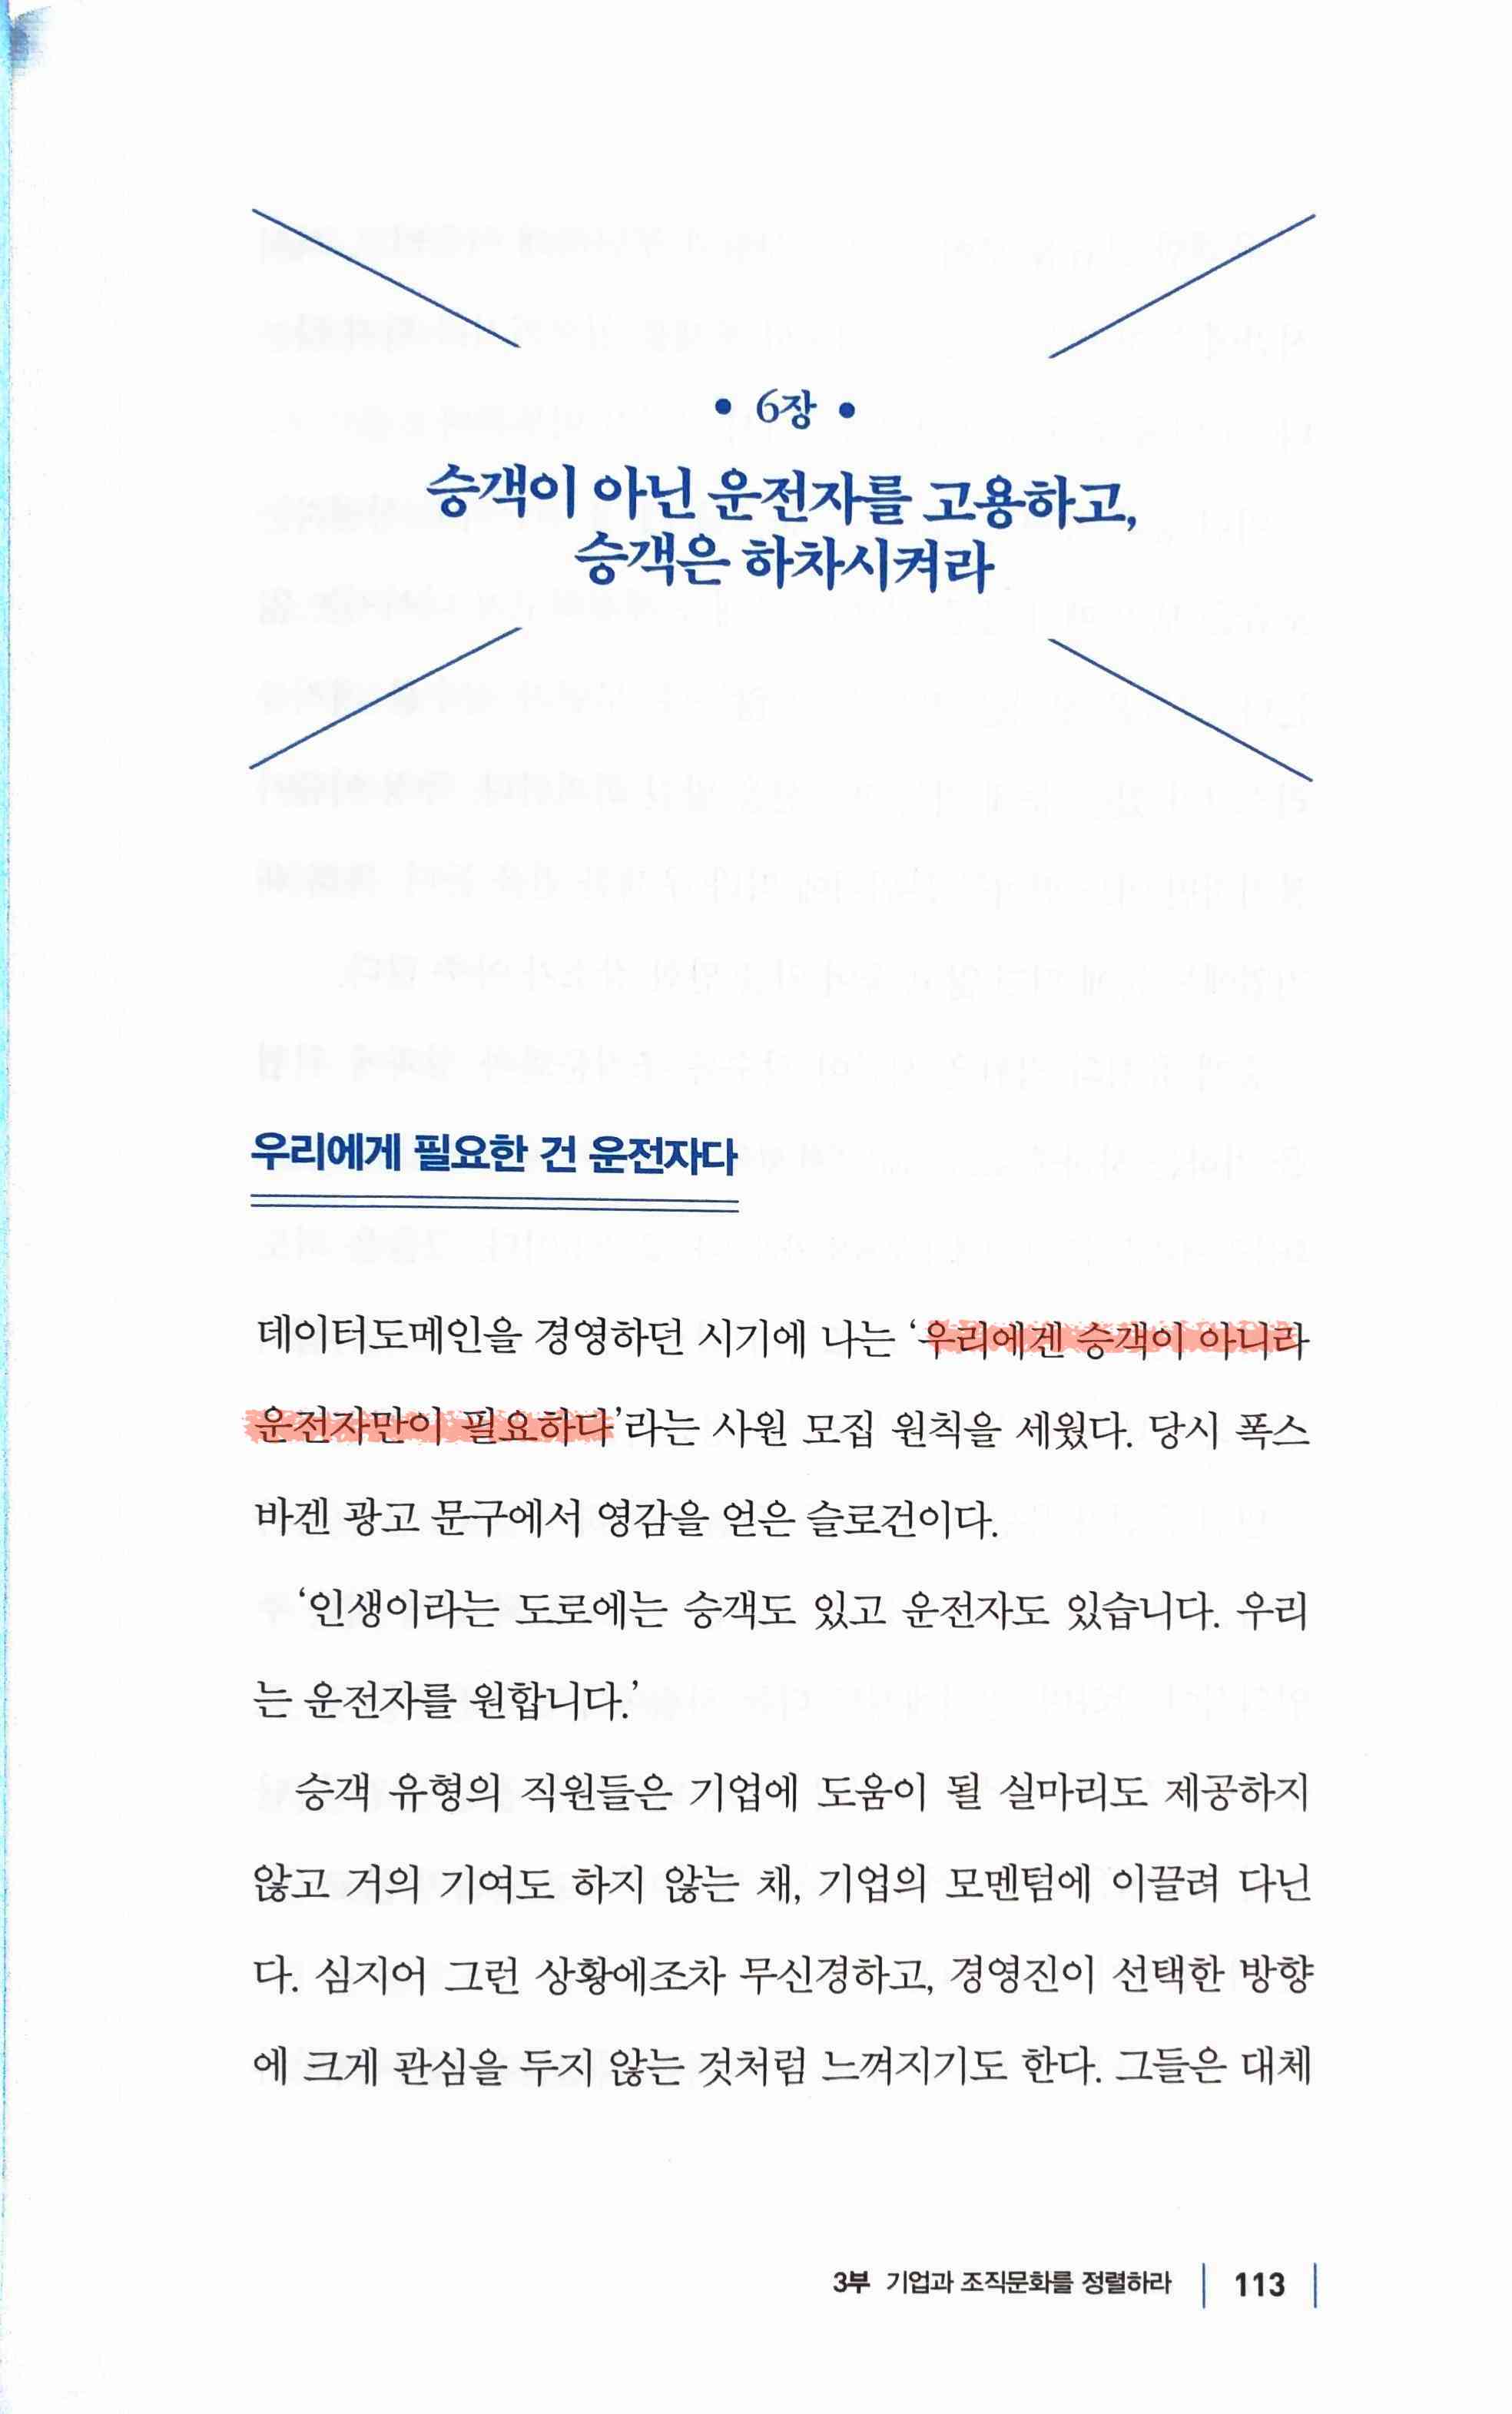 • 6장 •
승객이 아닌 운전자를 고용하고,
승객은 하차시켜라
우리에게 필요한 건 운전자다
데이터도메인을 경영하던 시기에 나는 ‘우리에겐 승객이 아니라
운전자만이 필요하다’라는 사원 모집 원칙을 세웠다. 당시 폭스
바겐 광고 문구에서 영감을 얻은 슬로건이다.
‘인생이라는 도로에는 승객도 있고 운전자도 있습니다. 우리
는 운전자를 원합니다.’
승객 유형의 직원들은 기업에 도움이 될 실마리도 제공하지
않고 거의 기여도 하지 않는 채, 기업의 모멘텀에 이끌려 다닌
다. 심지어 그런 상황에조차 무신경하고, 경영진이 선택한 방향
에 크게 관심을 두지 않는 것처럼 느껴지기도 한다. 그들은 대체
3부 기업과 조직문화를 정렬하라 | 113 |